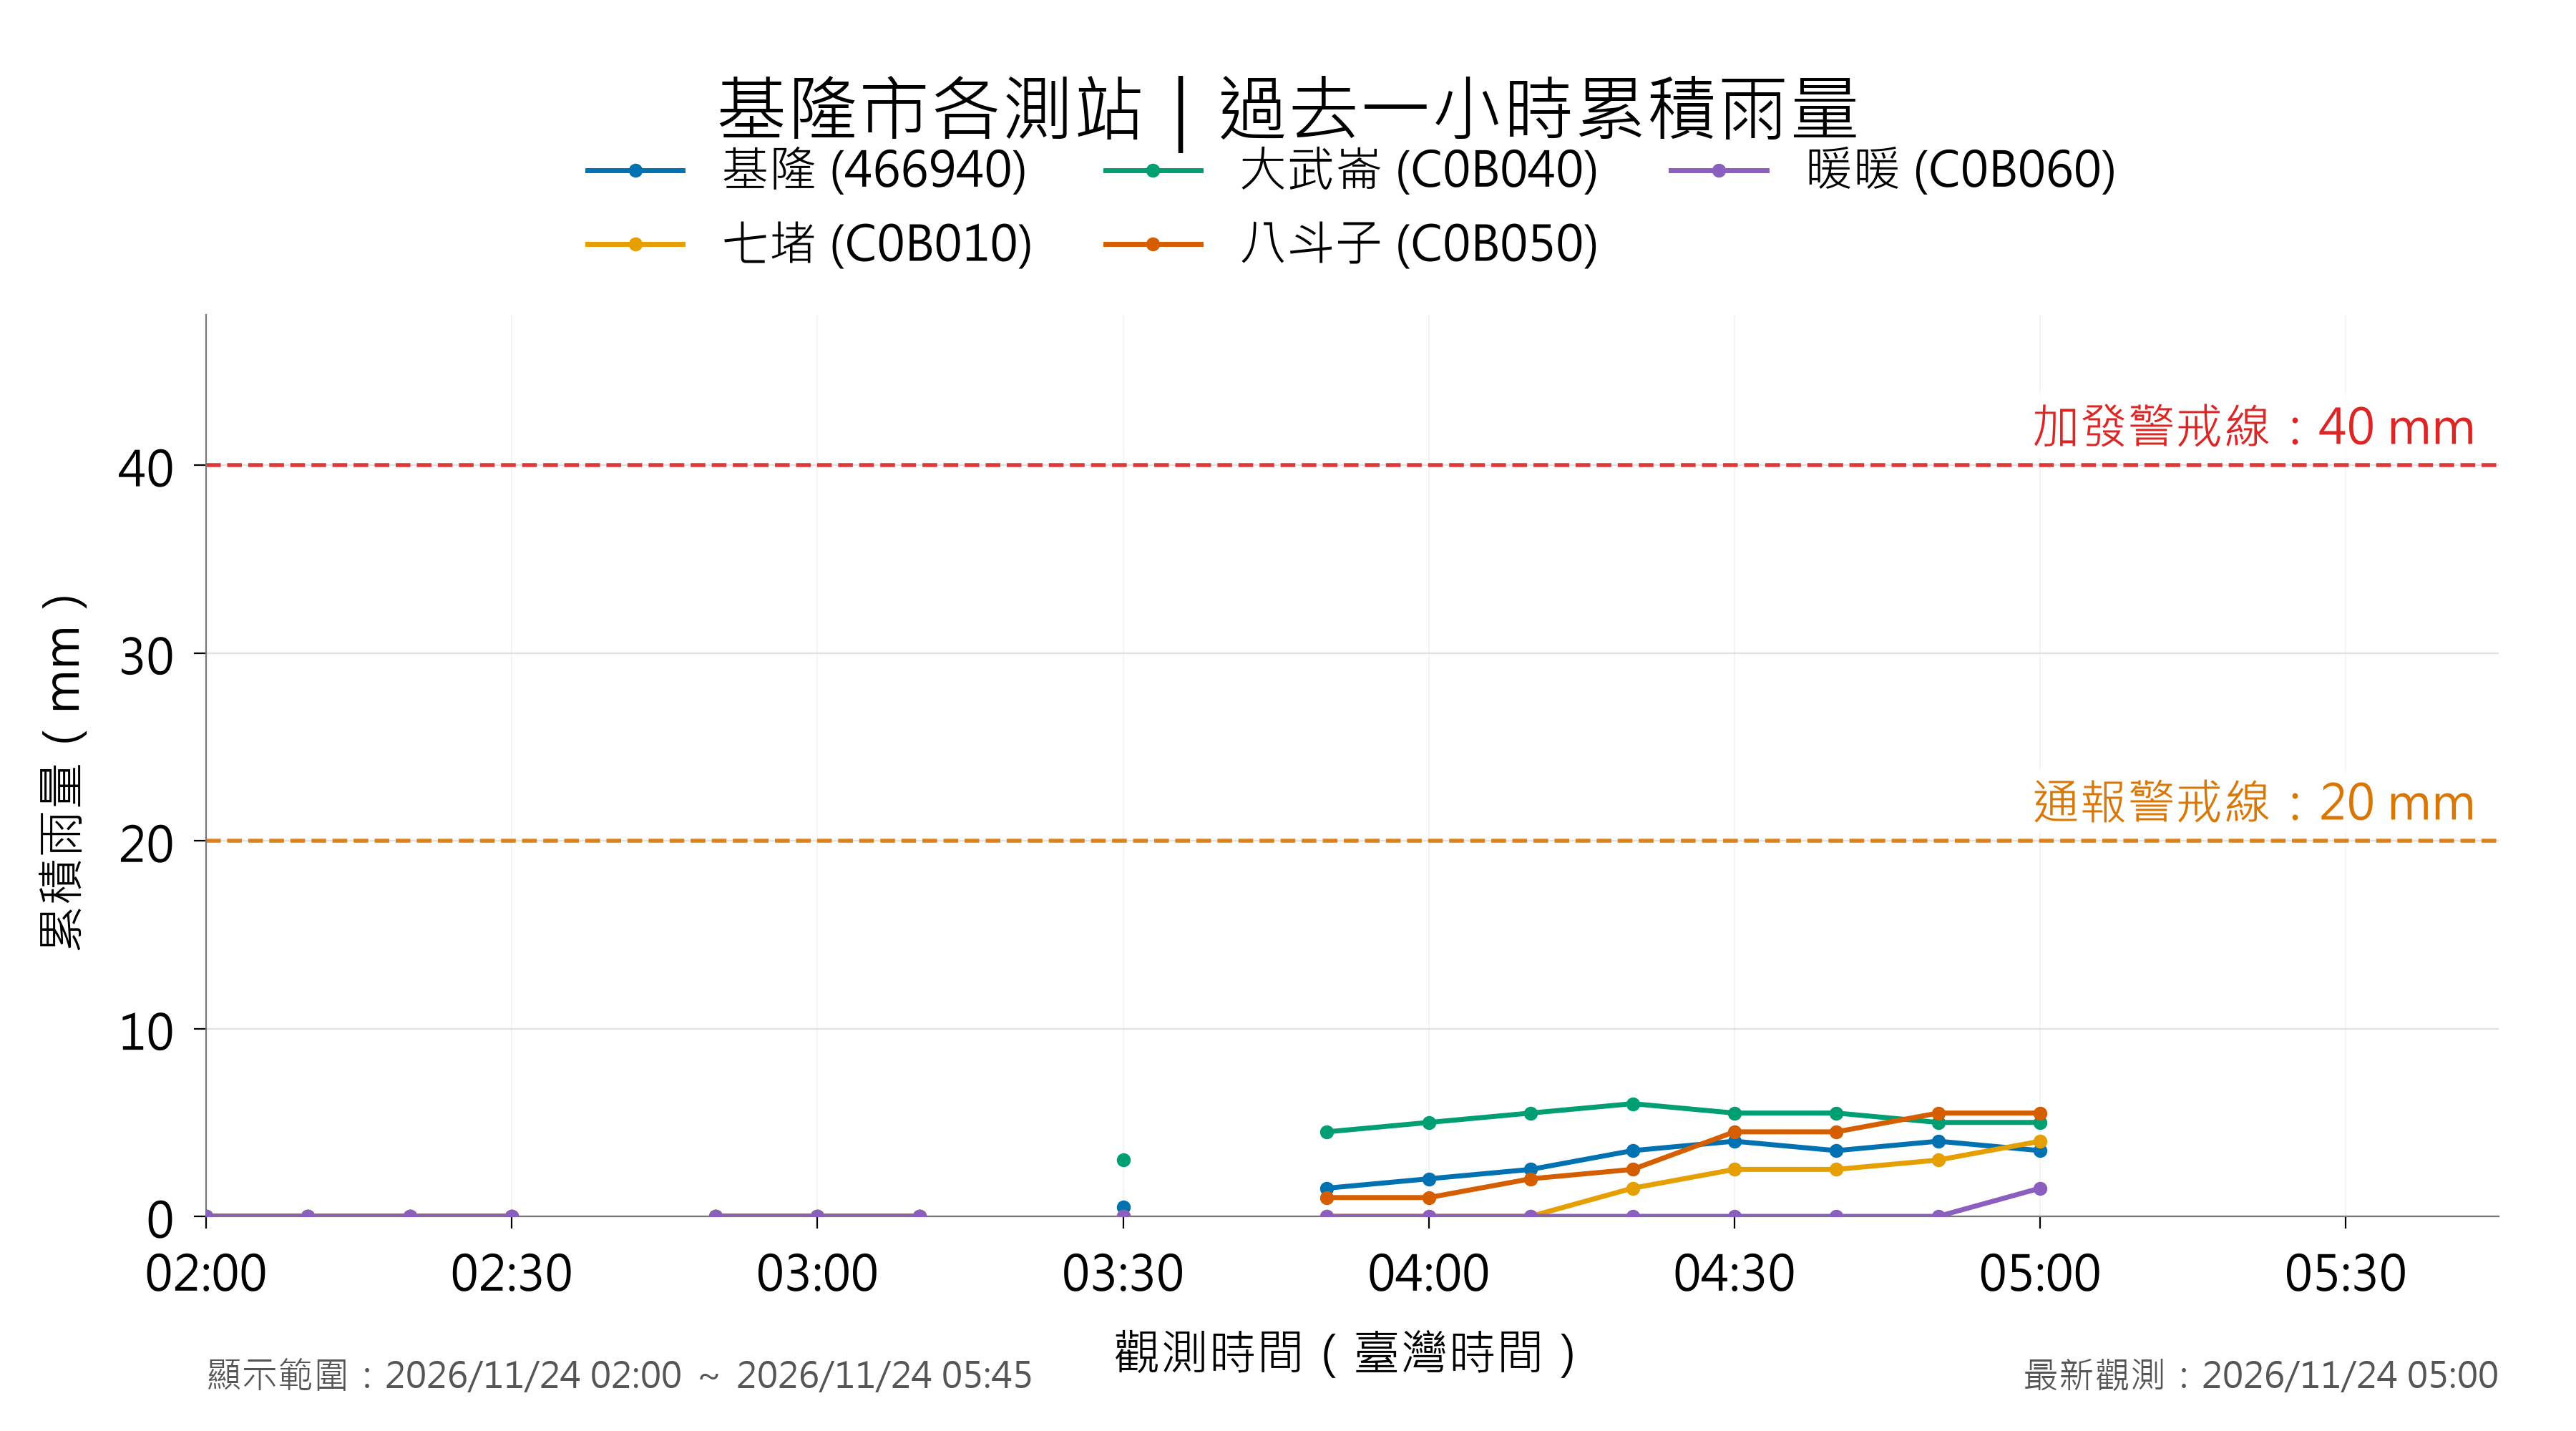 基隆市各測站｜過去一小時累積雨量
基隆 (466940)
大武崙 (C0B040)
暖暖 (C0B060)
七堵 (C0B010)
八斗子 (C0B050)
累積雨量（mm）
加發警戒線：40 mm
通報警戒線：20 mm
40
30
20
10
0
02:00 02:30 03:00 03:30 04:00 04:30 05:00 05:30
觀測時間（臺灣時間）
顯示範圍：2026/11/24 02:00 ~ 2026/11/24 05:45
最新觀測：2026/11/24 05:00